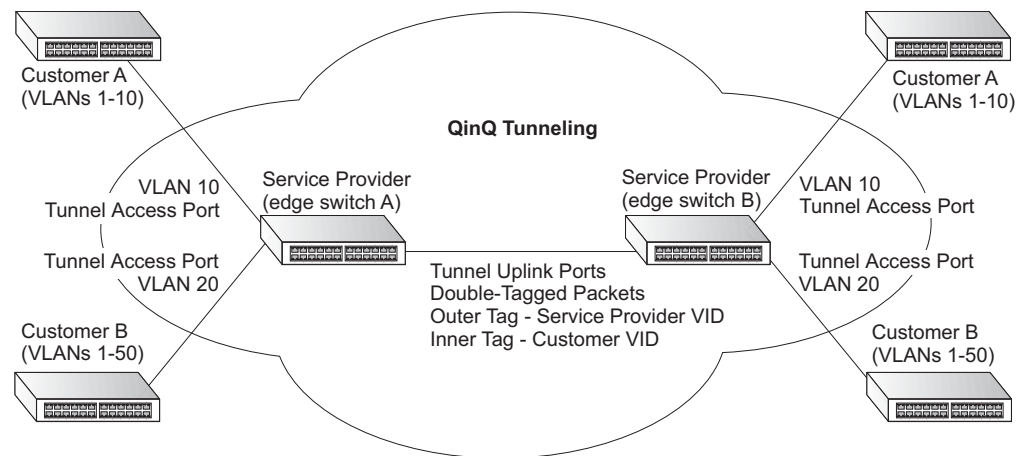 Customer A
(VLANs 1-10)
Customer A
(VLANs 1-10)
QinQ Tunneling
VLAN 10
Tunnel Access Port
Service Provider
(edge switch A)
Service Provider
(edge switch B)
VLAN 10
Tunnel Access Port
Tunnel Access Port
VLAN 20
Tunnel Uplink Ports
Double-Tagged Packets
Outer Tag - Service Provider VID
Inner Tag - Customer VID
Tunnel Access Port
VLAN 20
Customer B
(VLANs 1-50)
Customer B
(VLANs 1-50)